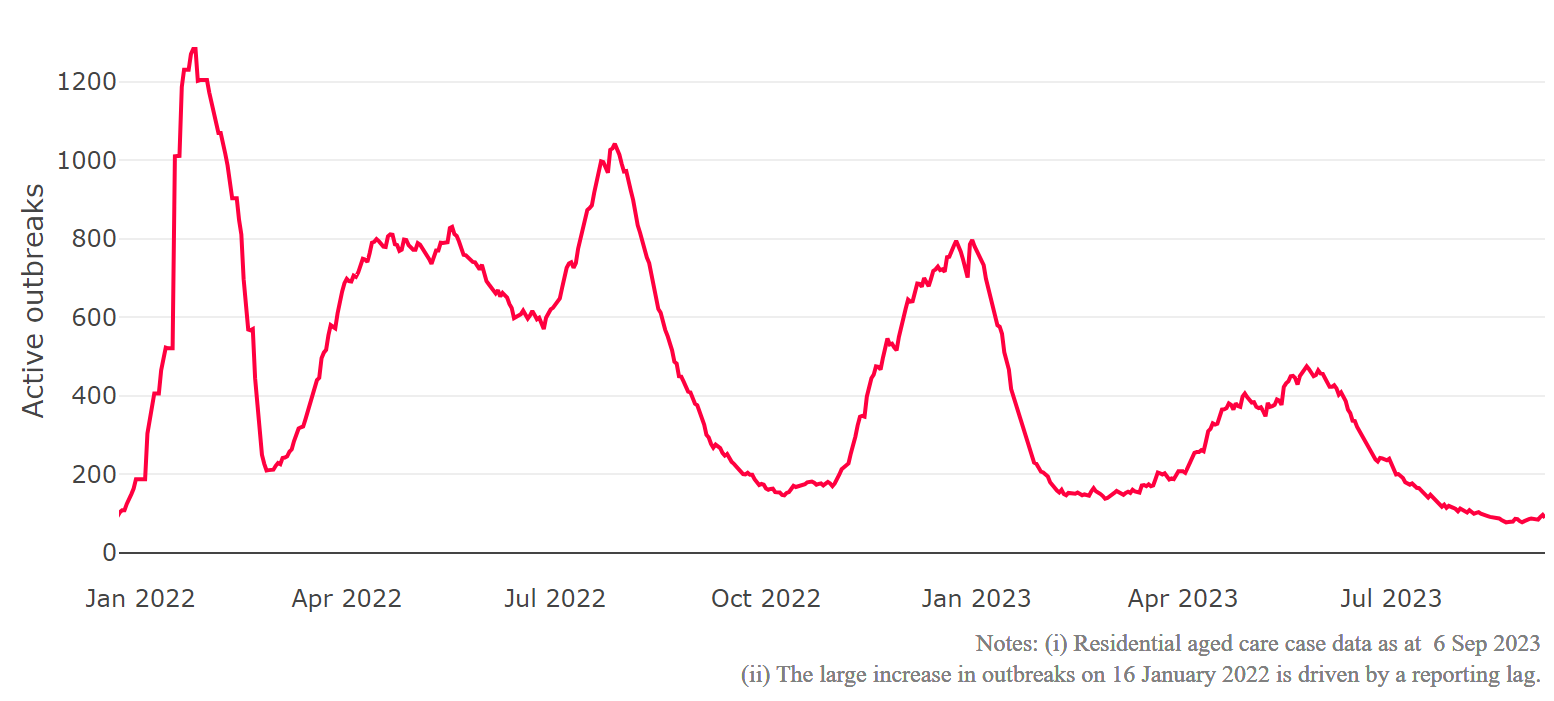 Active outbreaks
1200
1000
800
600
400
200
0
Jan 2022 Apr 2022 Jul 2022 Oct 2022 Jan 2023 Apr 2023 Jul 2023
Notes: (i) Residential aged care case data as at  6 Sep 2023
(ii) The large increase in outbreaks on 16 January 2022 is driven by a reporting lag.